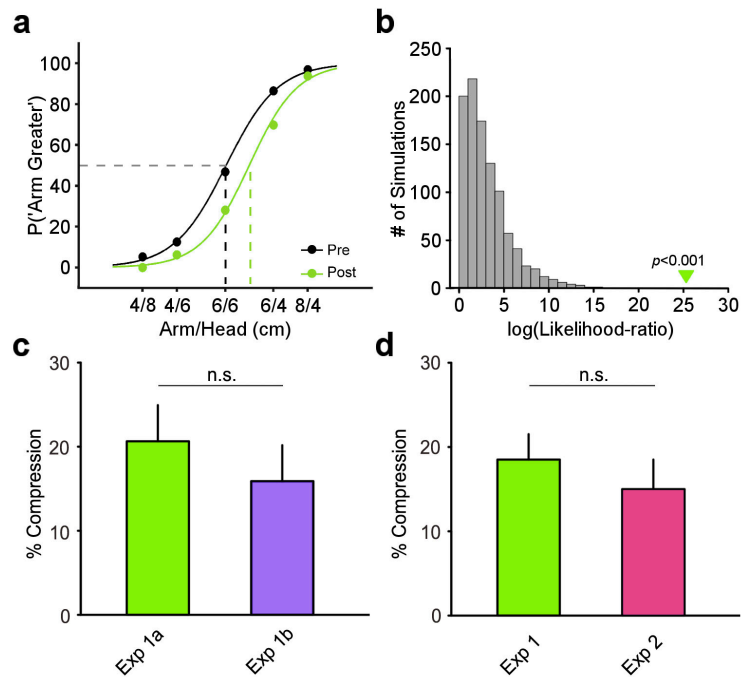 a
100
80
60
40
20
0
P('Arm Greater')
Pre
Post
4/8 4/6 6/6 6/4 8/4
Arm/Head (cm)
b
250
200
150
100
50
0
# of Simulations
p<0.001
0 5 10 15 20 25 30
log(Likelihood-ratio)
c
30
20
10
0
% Compression
n.s.
Exp 1a
Exp 1b
d
30
20
10
0
% Compression
n.s.
Exp 1
Exp 2